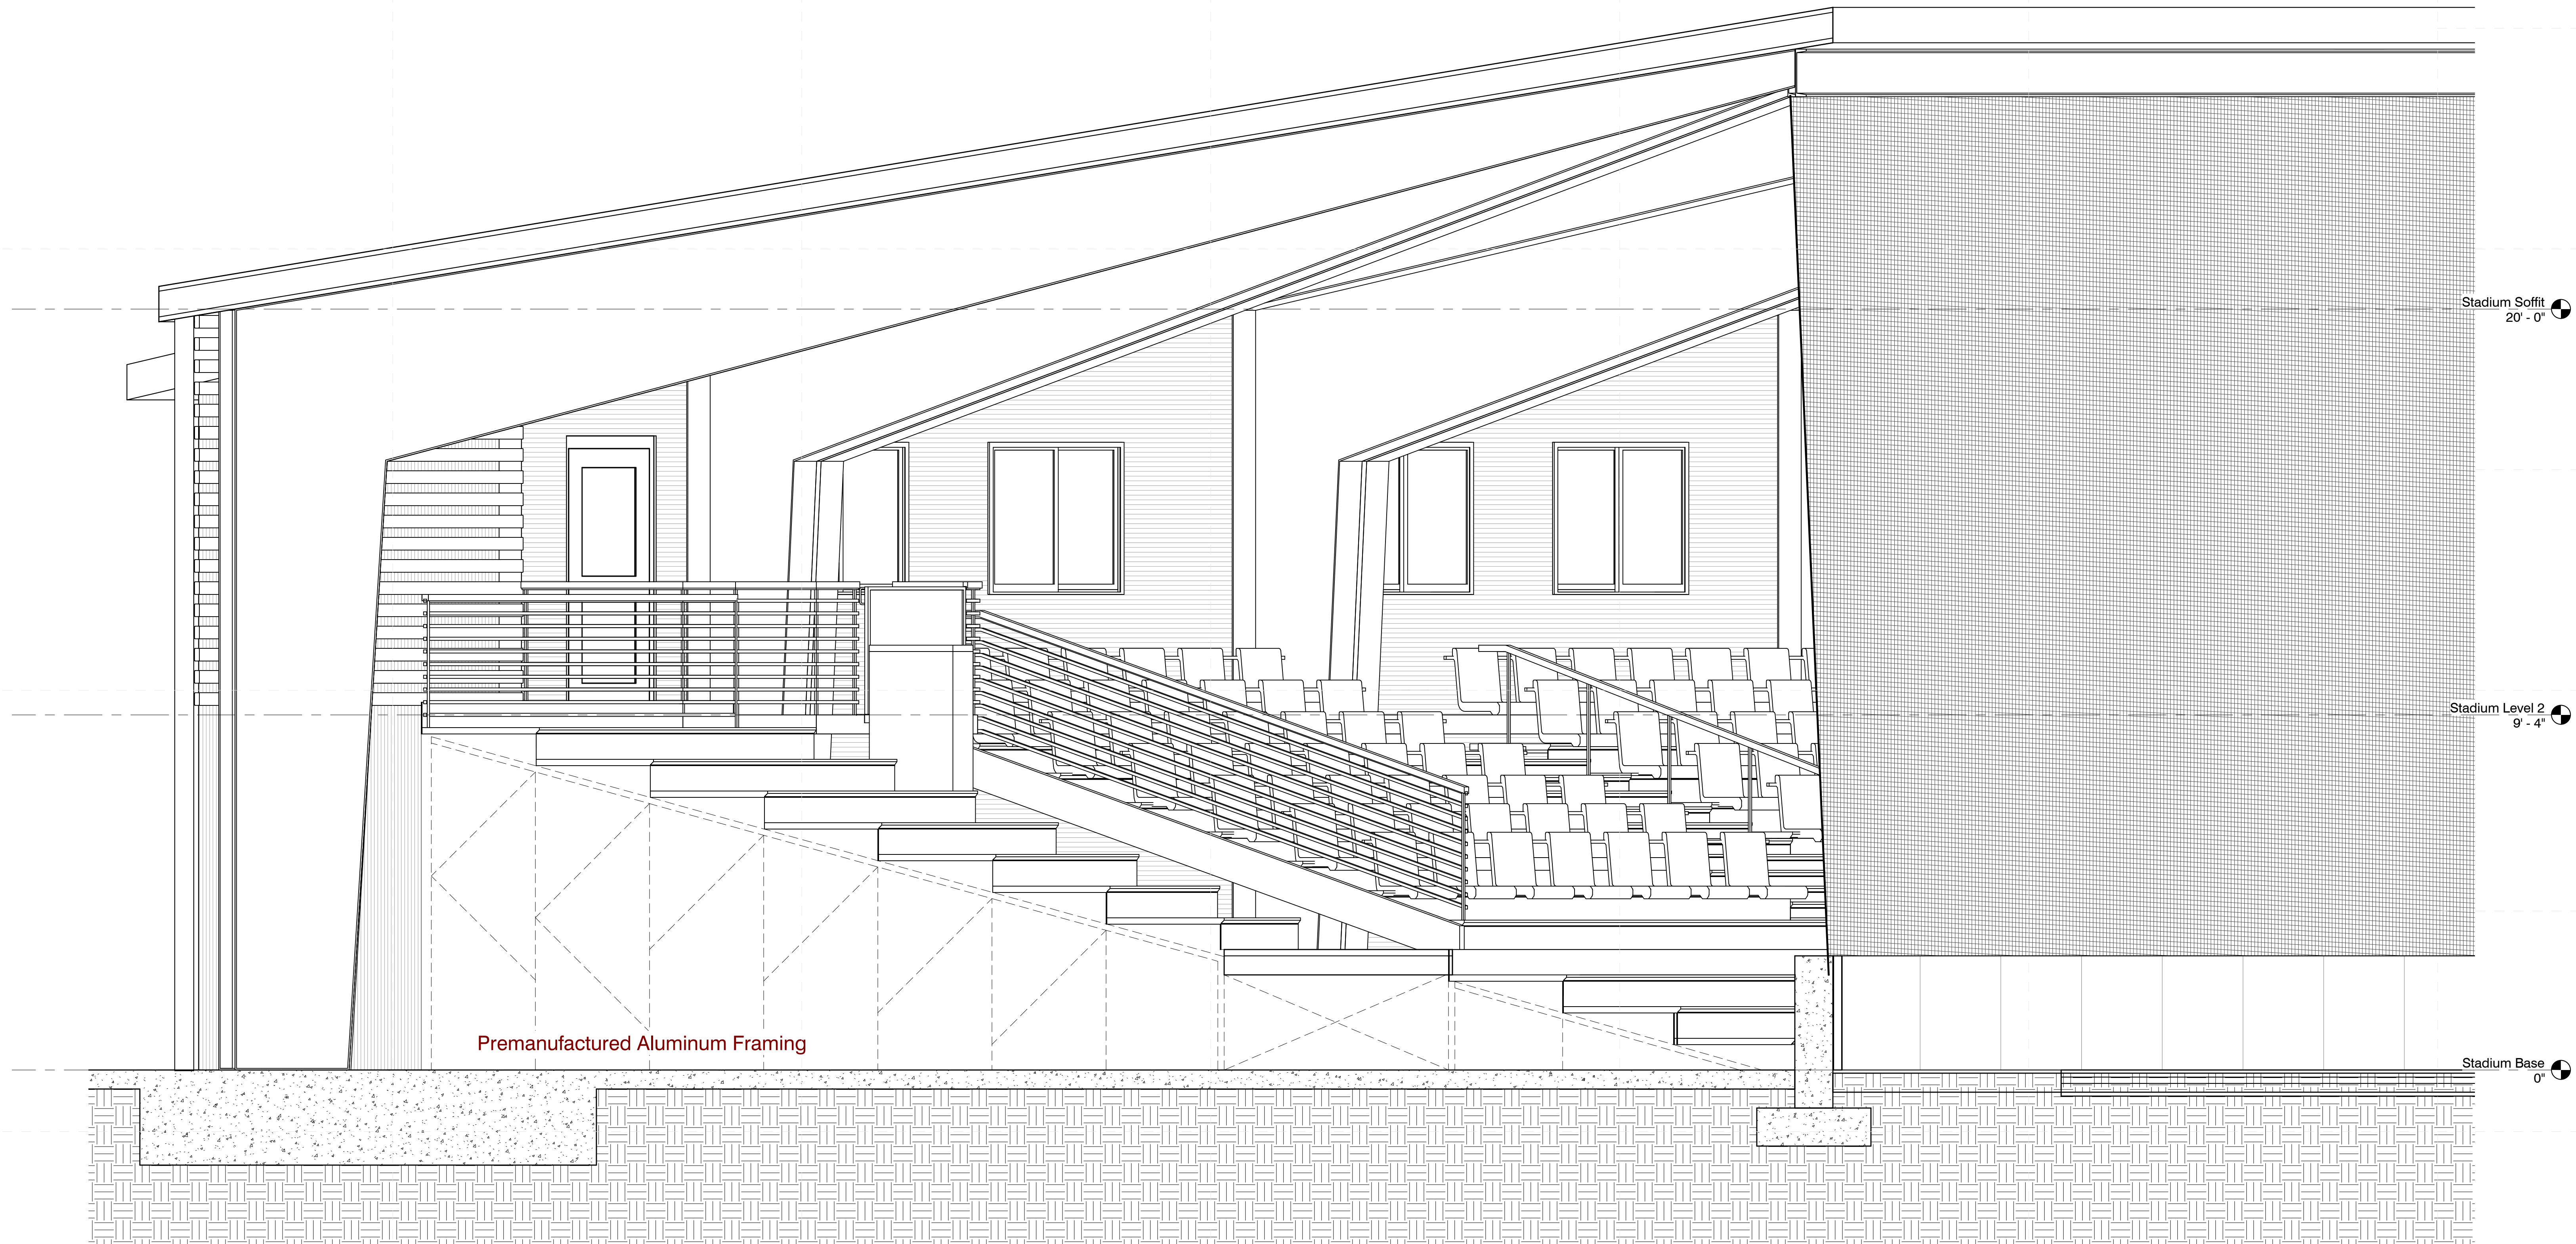 Stadium Soffit
20' - 0"
Stadium Level 2
9' - 4"
Premanufactured Aluminum Framing
Stadium Base
0"